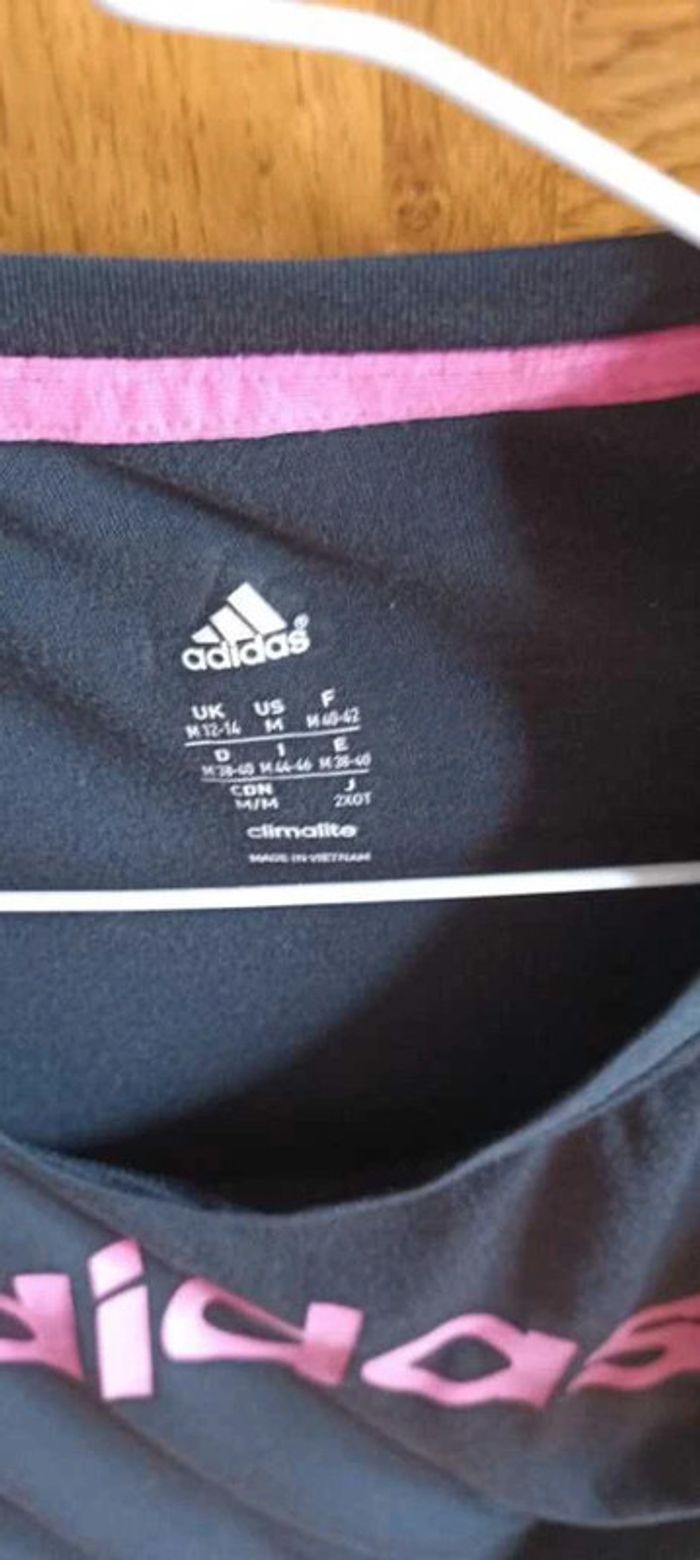 adidas®
UK US F
M 12-14 M M 40-42
D I E
M 38-40 M 44-46 M 38-40
CDN J
M/M 2XOT
climalite
MADE IN VIETNAM
adidas